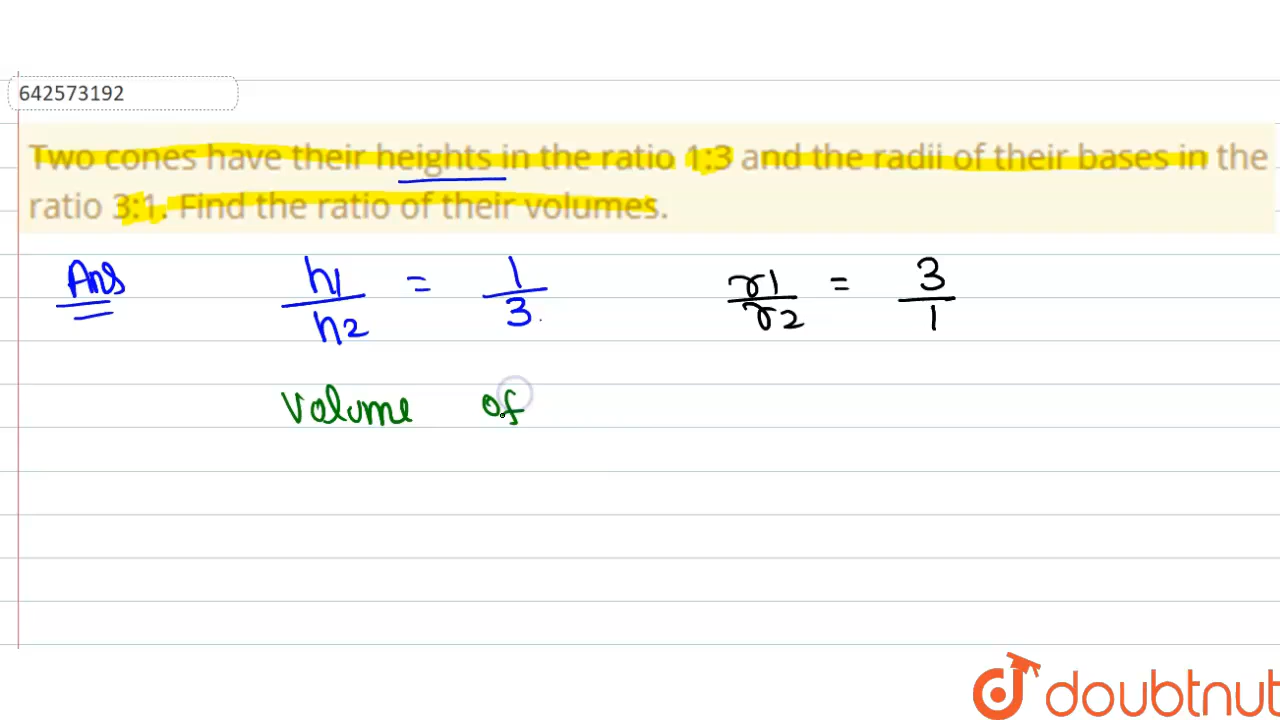 642573192
Two cones have their heights in the ratio 1:3 and the radii of their bases in the
ratio 3:1. Find the ratio of their volumes.
Ans h1/h2 = 1/3 r1/r2 = 3/1
Volume of
doubtnut